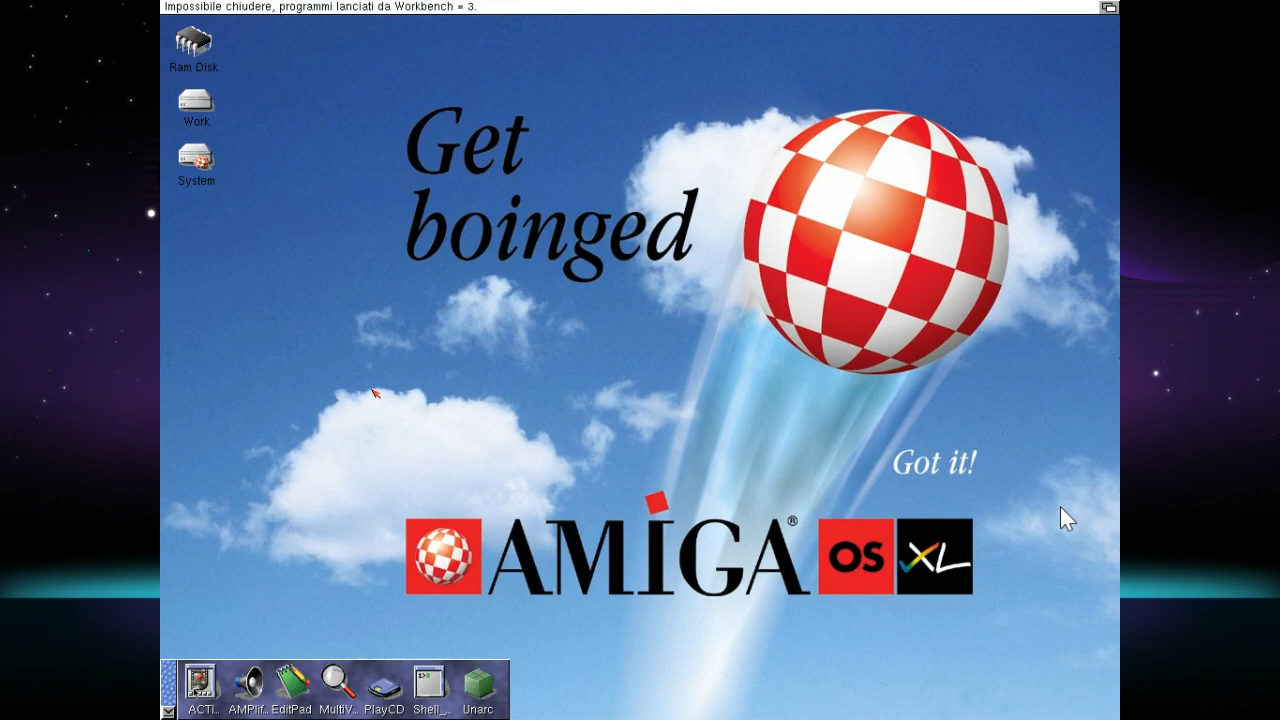 Impossibile chiudere, programmi lanciati da Workbench = 3.
Ram Disk
Work
System
Get
boinged
Got it!
AMIGA®
OS
XL
ACTI...
AMPlif...
EditPad
MultiV...
PlayCD
Shell_...
Unarc
1>